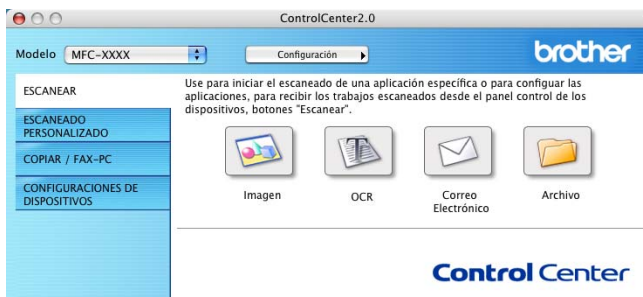 ControlCenter2.0
Modelo MFC-XXXX Configuración brother
ESCANEAR
ESCANEADO
PERSONALIZADO
COPIAR / FAX-PC
CONFIGURACIONES DE
DISPOSITIVOS
Use para iniciar el escaneado de una aplicación específica o para configuar las
aplicaciones, para recibir los trabajos escaneados desde el panel control de los
dispositivos, botones "Escanear".
Imagen OCR Correo Archivo
Electrónico
Control Center